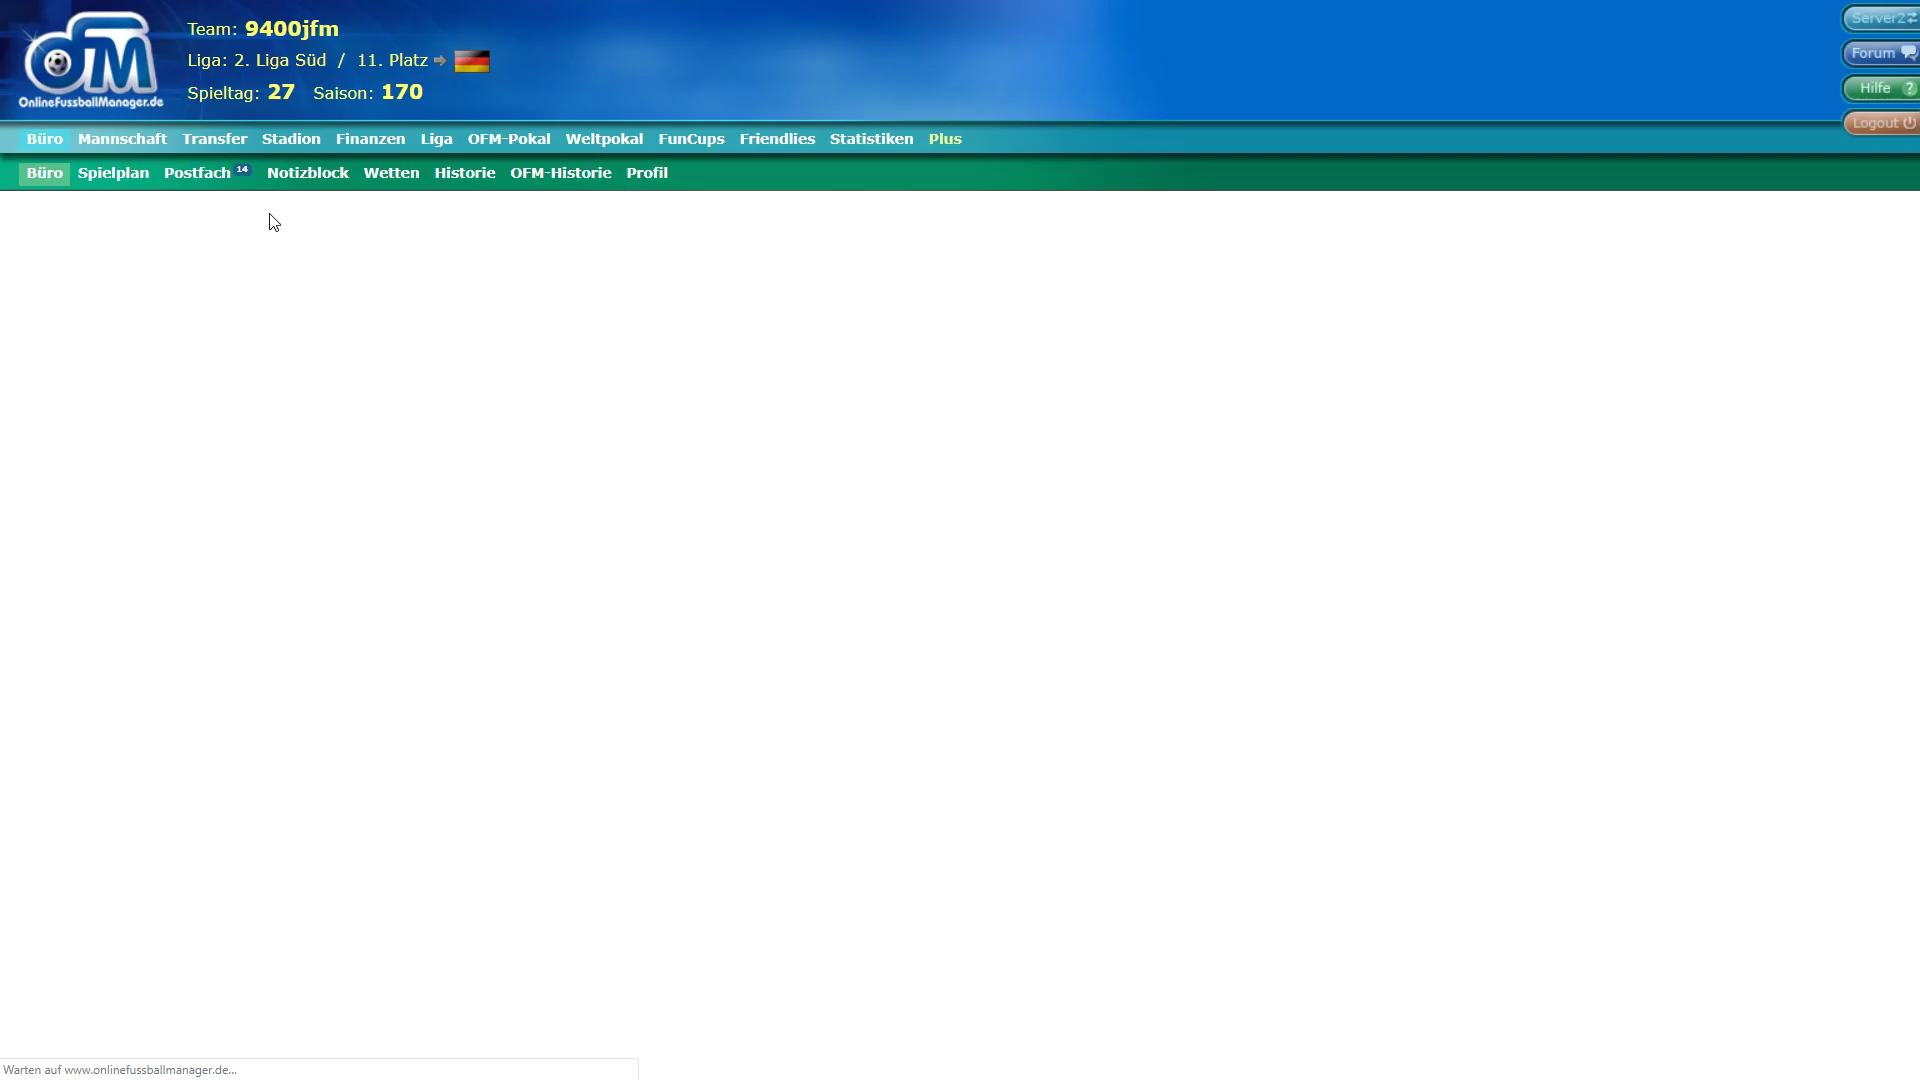 OFM
OnlineFussballManager.de
Team: 9400jfm
Liga: 2. Liga Süd / 11. Platz
Spieltag: 27 Saison: 170
Server2
Forum
Hilfe ?
Logout
Büro Mannschaft Transfer Stadion Finanzen Liga OFM-Pokal Weltpokal FunCups Friendlies Statistiken Plus
Büro Spielplan Postfach 14 Notizblock Wetten Historie OFM-Historie Profil
Warten auf www.onlinefussballmanager.de...